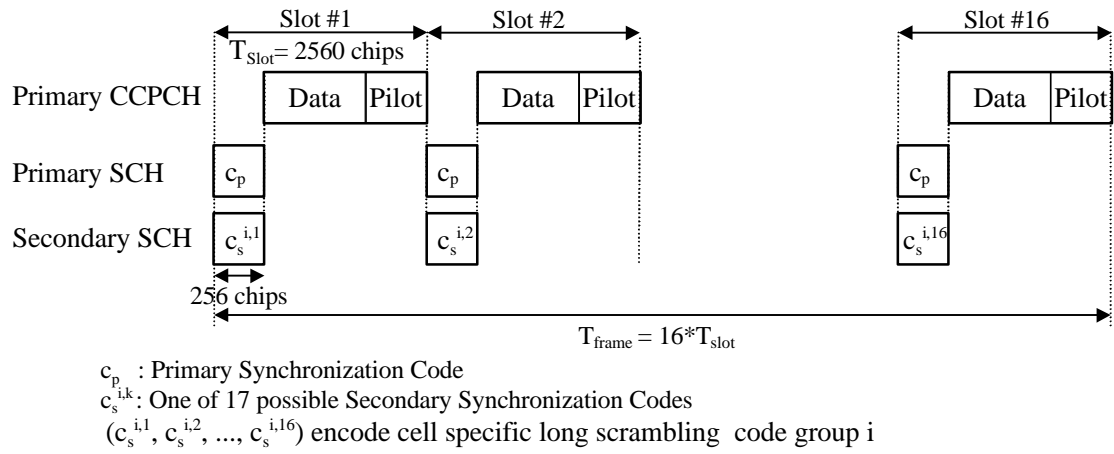 Slot #1 Slot #2 Slot #16
T_Slot= 2560 chips
Primary CCPCH Data Pilot Data Pilot Data Pilot
Primary SCH c_p c_p c_p
Secondary SCH c_s^i,1 c_s^i,2 c_s^i,16
256 chips
T_frame = 16*T_slot
c_p : Primary Synchronization Code
c_s^i,k : One of 17 possible Secondary Synchronization Codes
(c_s^i,1, c_s^i,2, ..., c_s^i,16) encode cell specific long scrambling code group i